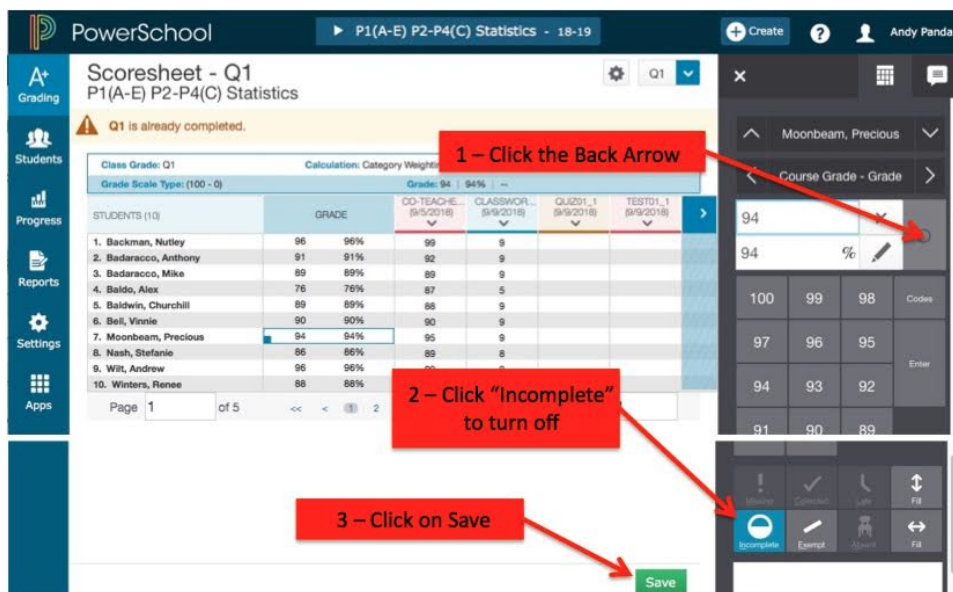 PowerSchool
P1(A-E) P2-P4(C) Statistics - 18-19
Create
?
Andy Panda
A+
Grading
Students
Progress
Reports
Settings
Apps
Scoresheet - Q1
P1(A-E) P2-P4(C) Statistics
Q1
Q1 is already completed.
Class Grade: Q1 Calculation: Category Weighting
Grade Scale Type: (100 - 0) Grade: 94 | 94% | --
STUDENTS (10) GRADE CO-TEACHE... (9/5/2018) CLASSWOR... (9/9/2018) QUIZ01_1 (9/9/2018) TEST01_1 (9/9/2018)
1. Backman, Nutley 96 96% 99 9
2. Badaracco, Anthony 91 91% 92 9
3. Badaracco, Mike 89 89% 89 9
4. Baldo, Alex 76 76% 87 5
5. Baldwin, Churchill 89 89% 88 9
6. Bell, Vinnie 90 90% 90 9
7. Moonbeam, Precious 94 94% 95 9
8. Nash, Stefanie 86 86% 89 8
9. Wilt, Andrew 96 96%
10. Winters, Renee 88 88%
Page 1 of 5 << < 1 2
1 – Click the Back Arrow
2 – Click “Incomplete”
to turn off
3 – Click on Save
Save
Moonbeam, Precious
Course Grade - Grade
94
94 %
100 99 98 Codes
97 96 95
Enter
94 93 92
91 90 89
Missing Collected Late Fill
Incomplete Exempt Absent Fill